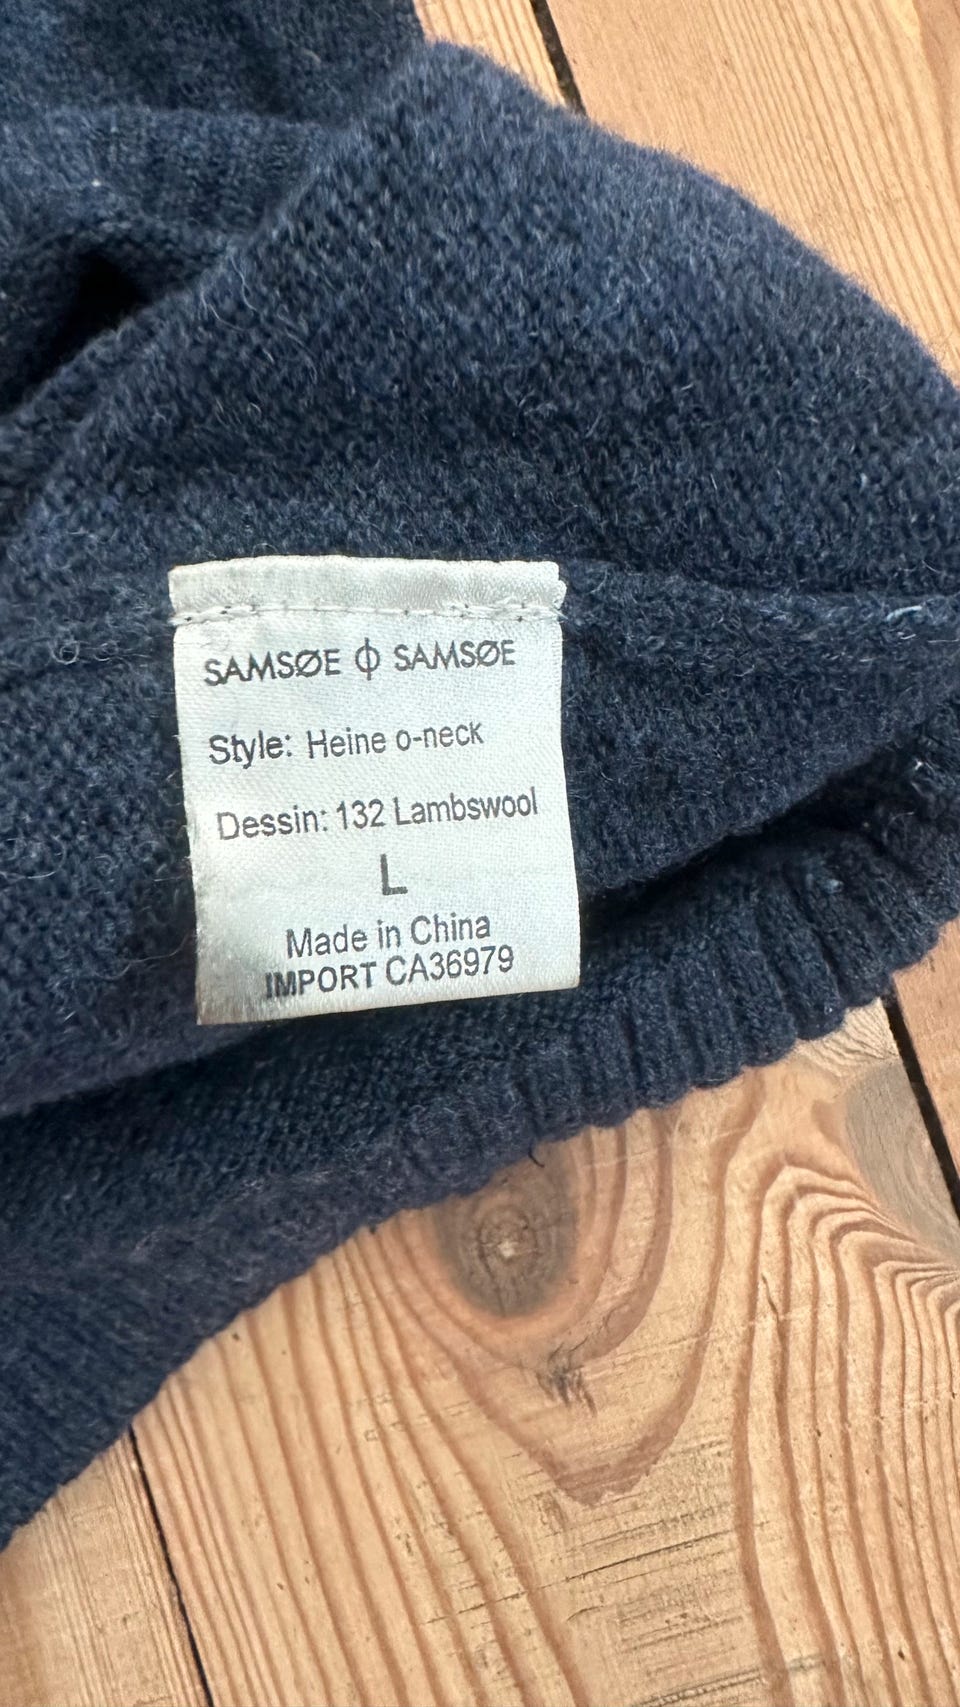 SAMSØE ɸ SAMSØE
Style: Heine o-neck
Dessin: 132 Lambswool
L
Made in China
IMPORT CA36979